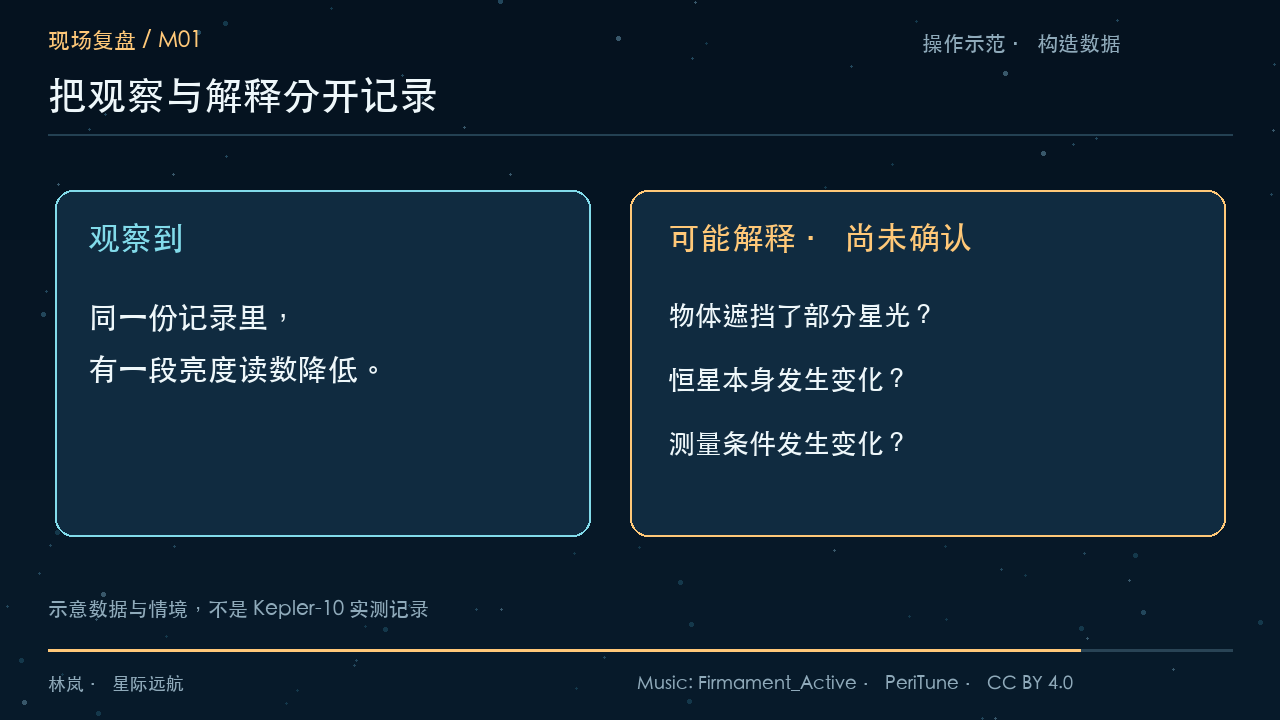 现场复盘 / M01
操作示范· 构造数据
把观察与解释分开记录
观察到
同一份记录里，
有一段亮度读数降低。
可能解释· 尚未确认
物体遮挡了部分星光？
恒星本身发生变化？
测量条件发生变化？
示意数据与情境，不是 Kepler-10 实测记录
林岚· 星际远航
Music: Firmament_Active· PeriTune· CC BY 4.0